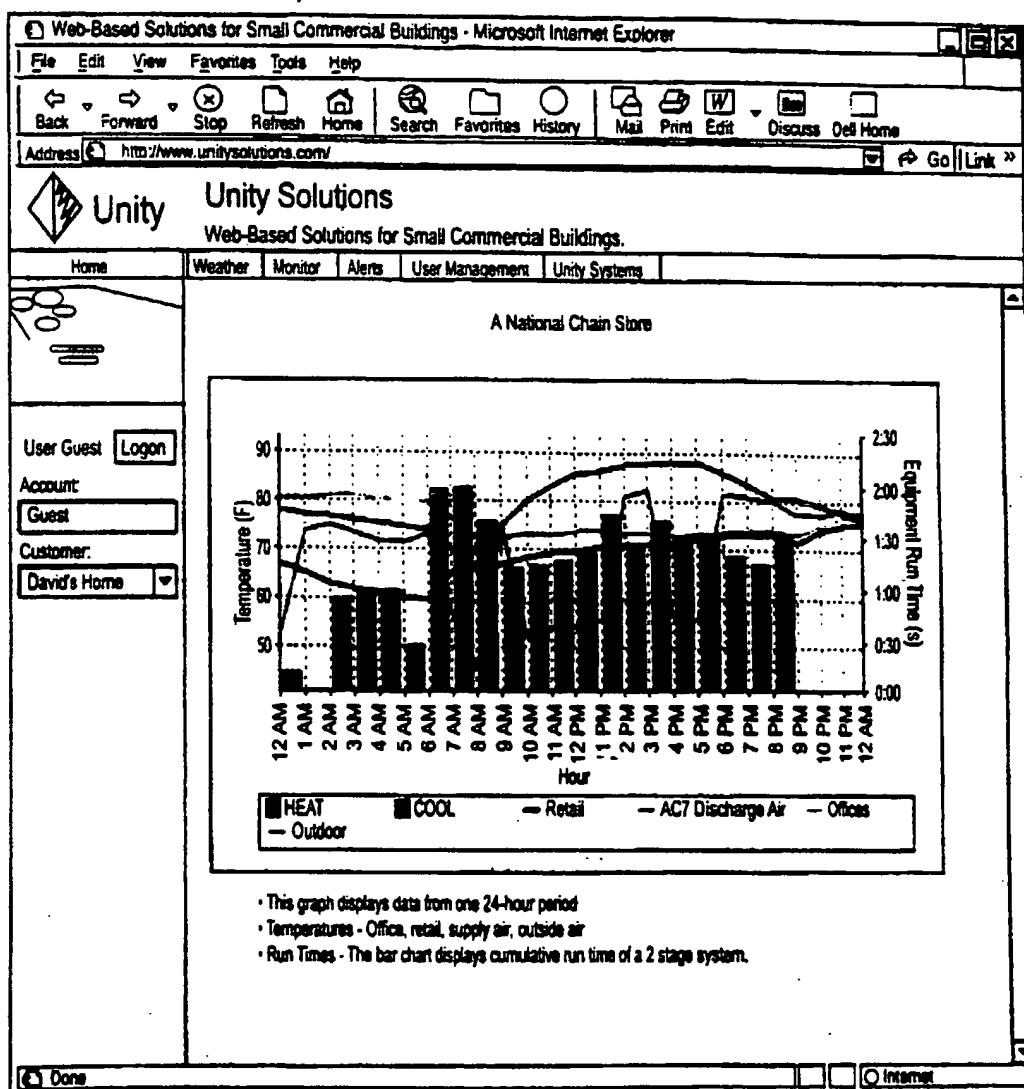 Web-Based Solutions for Small Commercial Buildings - Microsoft Internet Explorer
File Edit View Favorites Tools Help
Back Forward Stop Refresh Home Search Favorites History Mail Print Edit Discuss Dell Home
Address http://www.unitysolutions.com/ Go Link »
Unity
Unity Solutions
Web-Based Solutions for Small Commercial Buildings.
Home Weather Monitor Alerts User Management Unity Systems
A National Chain Store
User Guest Logon
Account:
Guest
Customer:
David's Home
Temperature (F)
90
80
70
60
50
Equipment Run, Time (s)
2:30
2:00
1:30
1:00
0:30
0:00
12 AM 1 AM 2 AM 3 AM 4 AM 5 AM 6 AM 7 AM 8 AM 9 AM 10 AM 11 AM 12 PM 1 PM 2 PM 3 PM 4 PM 5 PM 6 PM 7 PM 8 PM 9 PM 10 PM 11 PM 12 AM
Hour
HEAT COOL Retail AC7 Discharge Air Offices
Outdoor
• This graph displays data from one 24-hour period
• Temperatures - Office, retail, supply air, outside air
• Run Times - The bar chart displays cumulative run time of a 2 stage system.
Done Internet